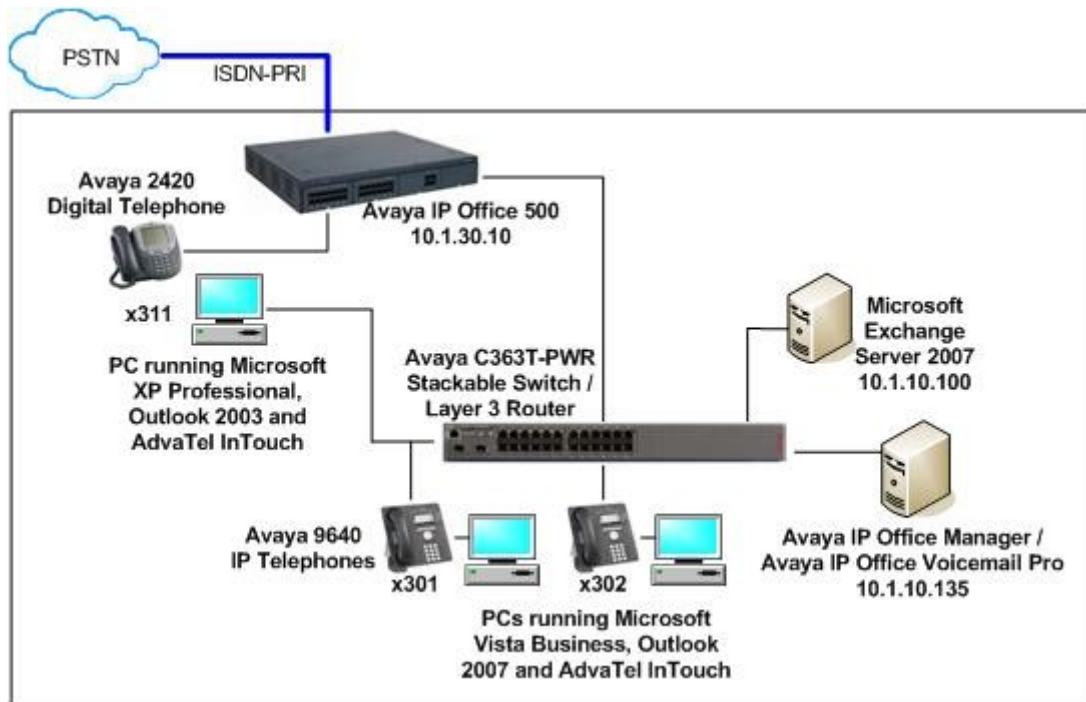 PSTN
ISDN-PRI
Avaya 2420
Digital Telephone
Avaya IP Office 500
10.1.30.10
x311
PC running Microsoft
XP Professional,
Outlook 2003 and
AdvaTel InTouch
Avaya C363T-PWR
Stackable Switch /
Layer 3 Router
Microsoft
Exchange
Server 2007
10.1.10.100
Avaya 9640
IP Telephones
x301
x302
PCs running Microsoft
Vista Business, Outlook
2007 and AdvaTel InTouch
Avaya IP Office Manager /
Avaya IP Office Voicemail Pro
10.1.10.135